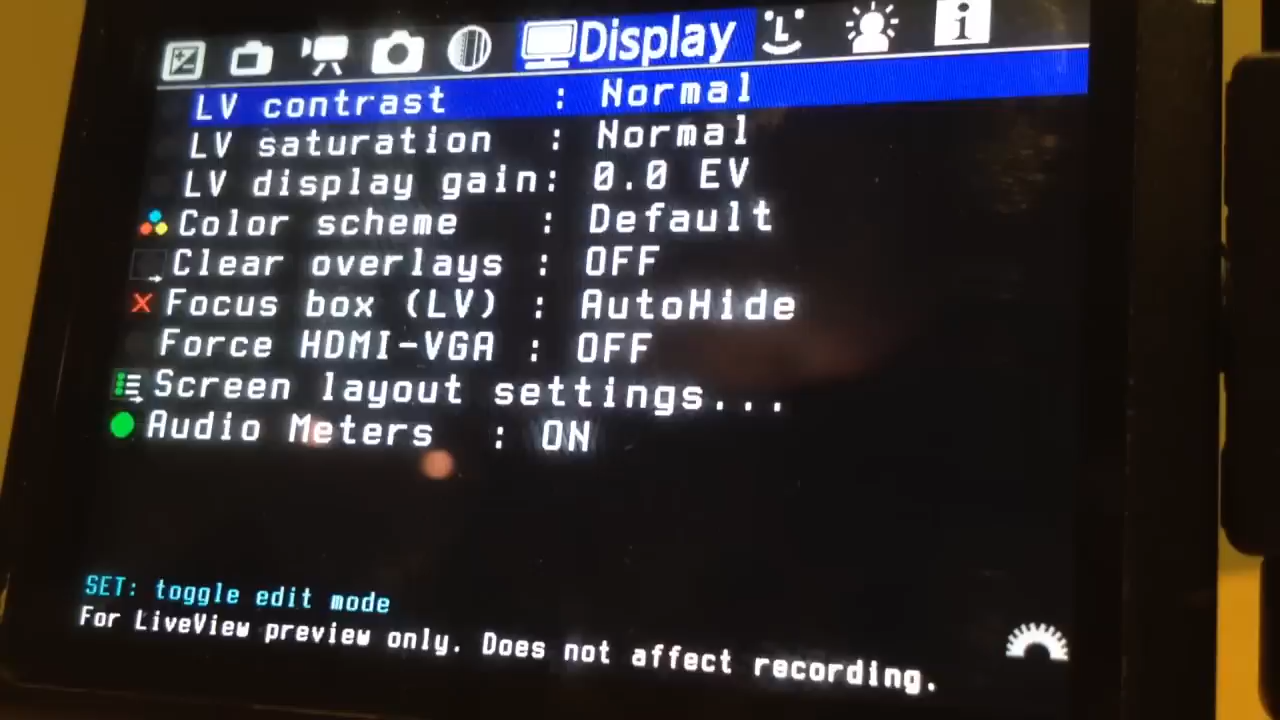 Display
LV contrast : Normal
LV saturation : Normal
LV display gain: 0.0 EV
Color scheme : Default
Clear overlays : OFF
Focus box (LV) : AutoHide
Force HDMI-VGA : OFF
Screen layout settings...
Audio Meters : ON
SET: toggle edit mode
For LiveView preview only. Does not affect recording.